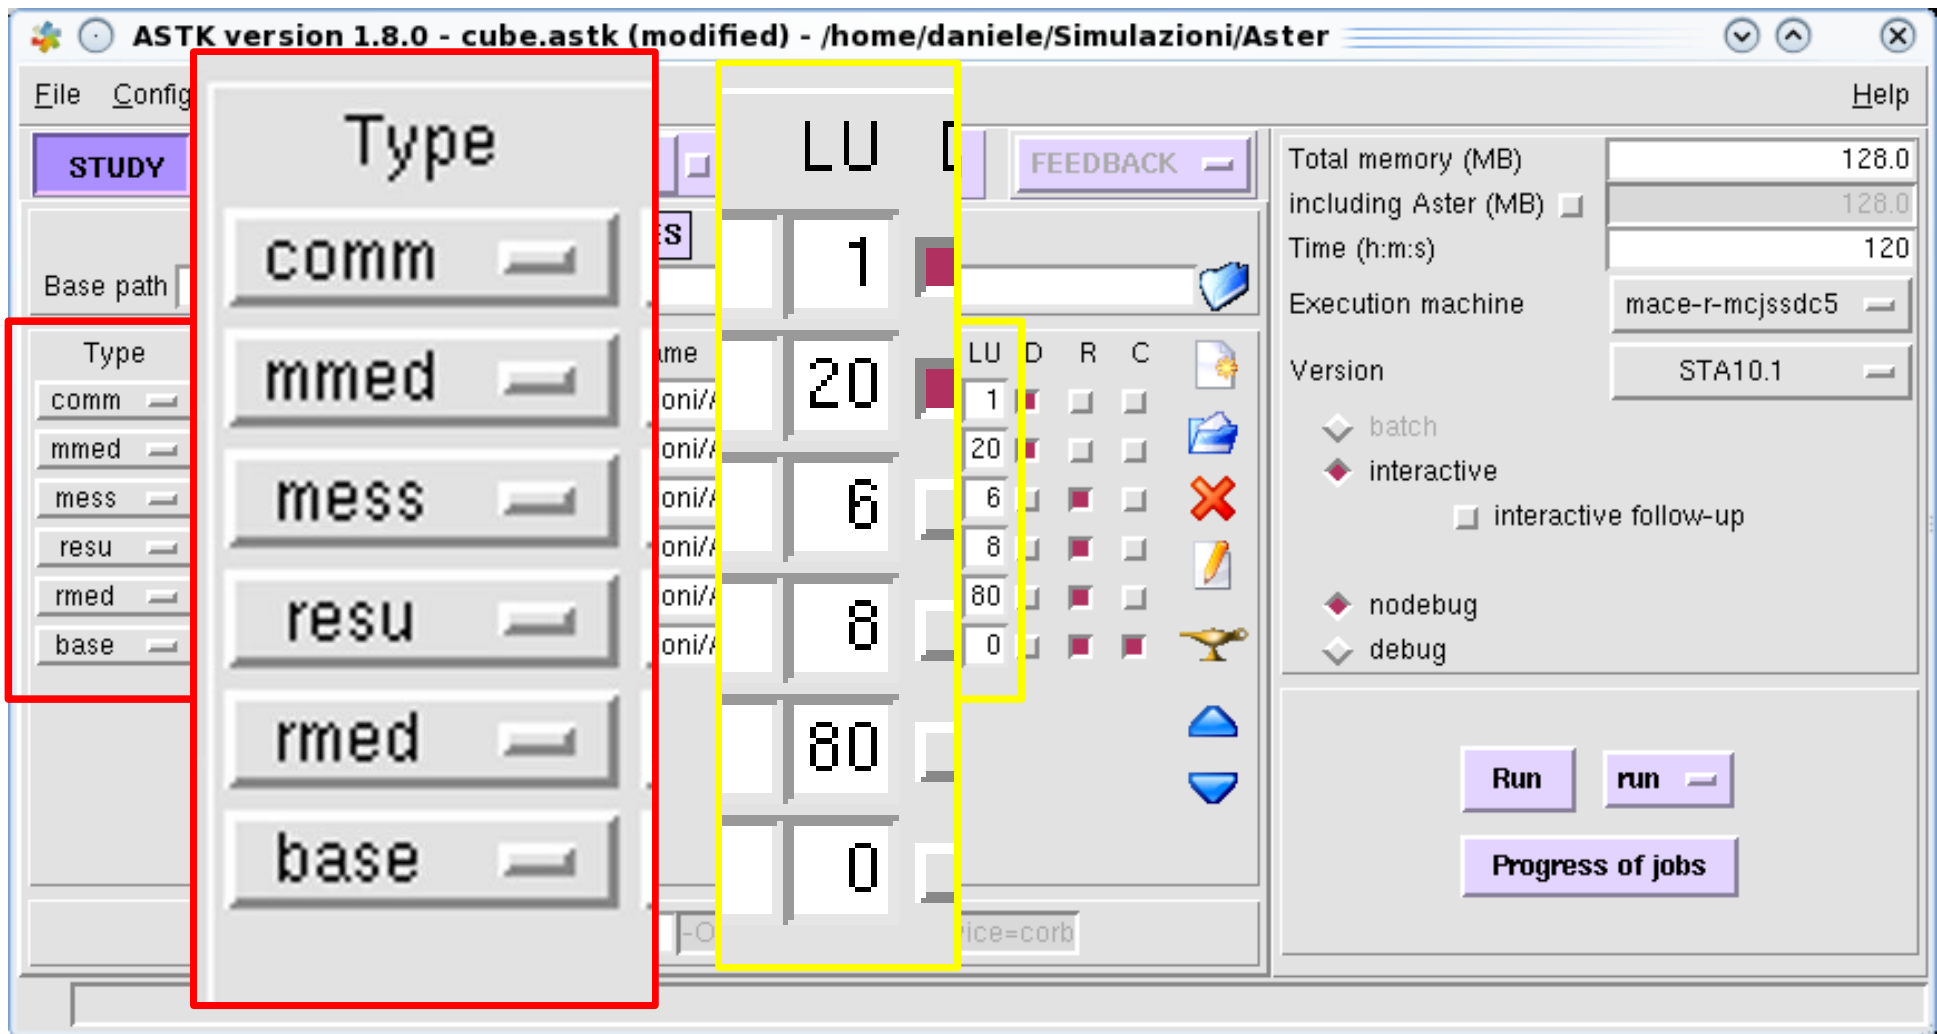 ASTK version 1.8.0 - cube.astk (modified) - /home/daniele/Simulazioni/Aster
File Config Help
STUDY FEEDBACK
Base path
Type LU D R C
comm 1
mmed 20
mess 6
resu 8
rmed 80
base 0
Type
comm
mmed
mess
resu
rmed
base
LU
1
20
6
8
80
0
Total memory (MB) 128.0
including Aster (MB) 128.0
Time (h:m:s) 120
Execution machine mace-r-mcjssdc5
Version STA10.1
batch
interactive
interactive follow-up
nodebug
debug
Run run
Progress of jobs